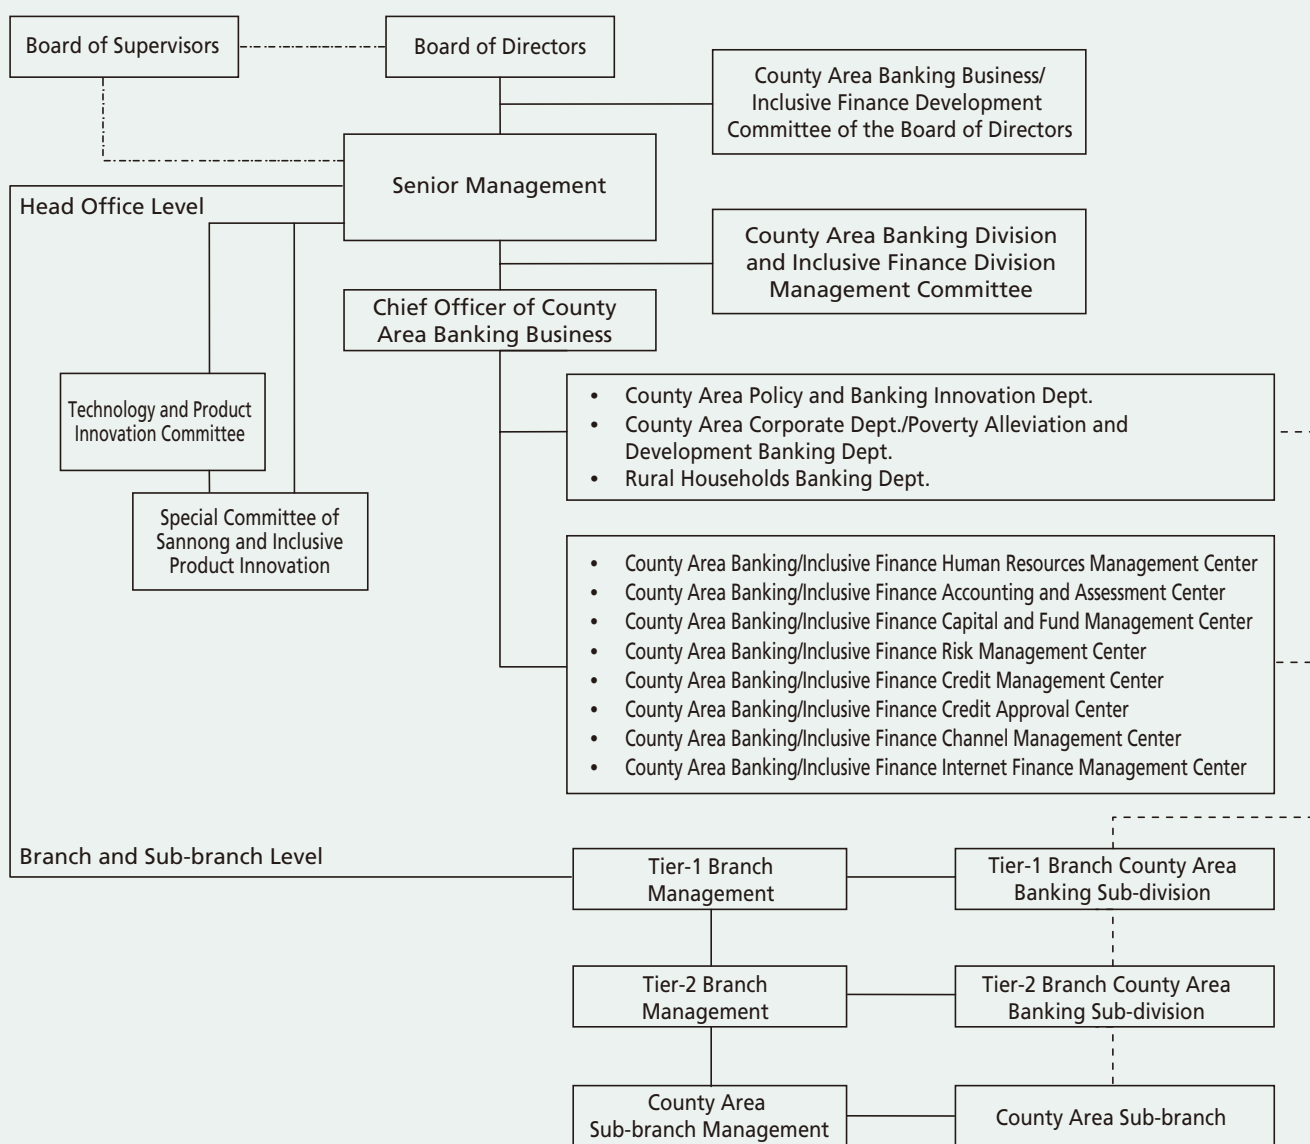 Board of Supervisors
Board of Directors
County Area Banking Business/
Inclusive Finance Development
Committee of the Board of Directors
Senior Management
Head Office Level
County Area Banking Division
and Inclusive Finance Division
Management Committee
Chief Officer of County
Area Banking Business
Technology and Product
Innovation Committee
Special Committee of
Sannong and Inclusive
Product Innovation
• County Area Policy and Banking Innovation Dept.
• County Area Corporate Dept./Poverty Alleviation and
Development Banking Dept.
• Rural Households Banking Dept.
• County Area Banking/Inclusive Finance Human Resources Management Center
• County Area Banking/Inclusive Finance Accounting and Assessment Center
• County Area Banking/Inclusive Finance Capital and Fund Management Center
• County Area Banking/Inclusive Finance Risk Management Center
• County Area Banking/Inclusive Finance Credit Management Center
• County Area Banking/Inclusive Finance Credit Approval Center
• County Area Banking/Inclusive Finance Channel Management Center
• County Area Banking/Inclusive Finance Internet Finance Management Center
Branch and Sub-branch Level
Tier-1 Branch
Management
Tier-1 Branch County Area
Banking Sub-division
Tier-2 Branch
Management
Tier-2 Branch County Area
Banking Sub-division
County Area
Sub-branch Management
County Area Sub-branch